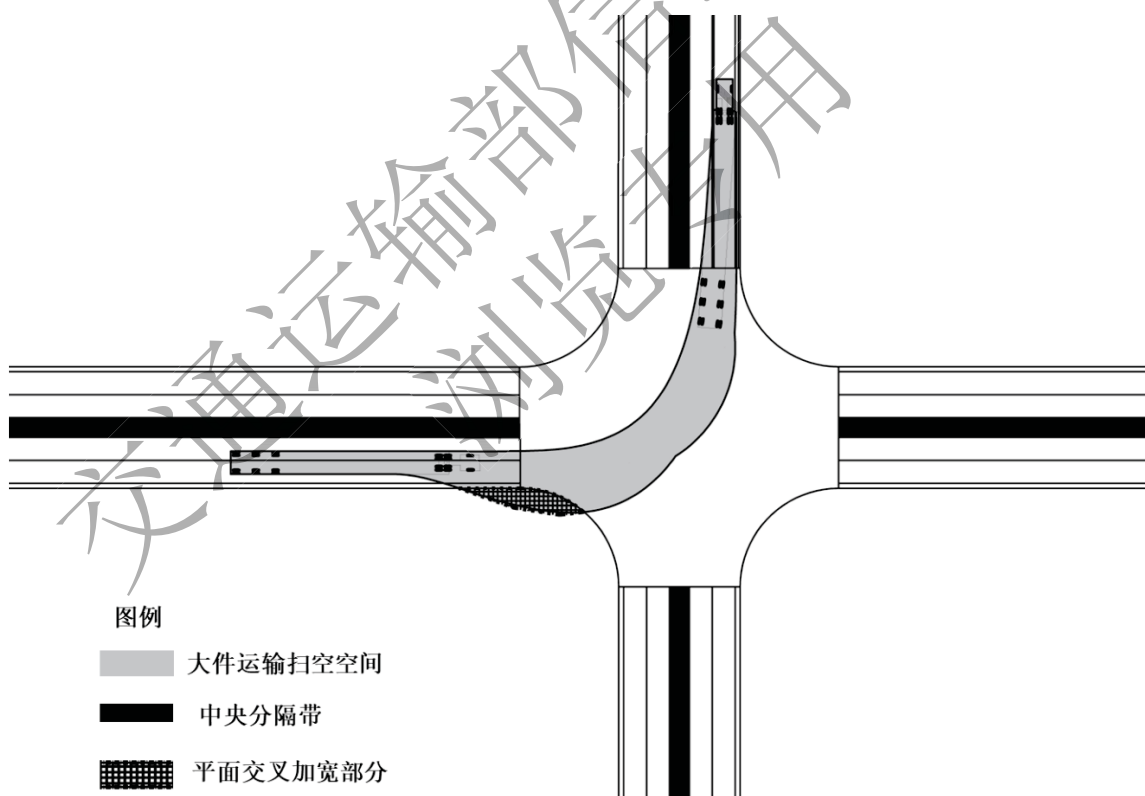 交通运输部信
浏览专用
图例
大件运输扫空空间
中央分隔带
平面交叉加宽部分